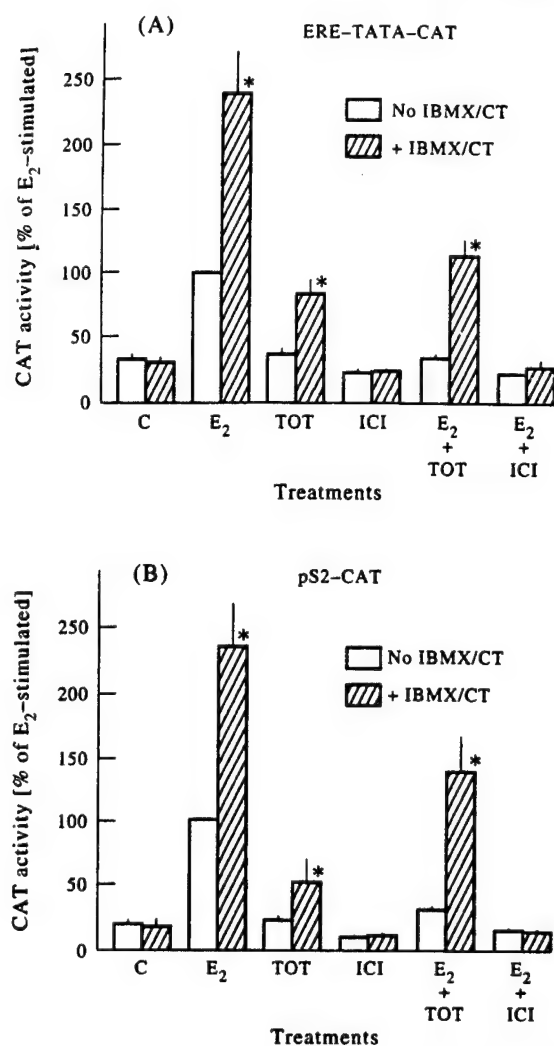 (A)
ERE-TATA-CAT
CAT activity [% of E2-stimulated]
250
200
150
100
50
0
No IBMX/CT
+ IBMX/CT
*
*
*
C
E2
TOT
ICI
E2
+
TOT
E2
+
ICI
Treatments
(B)
pS2-CAT
CAT activity [% of E2-stimulated]
250
200
150
100
50
0
No IBMX/CT
+ IBMX/CT
*
*
*
C
E2
TOT
ICI
E2
+
TOT
E2
+
ICI
Treatments